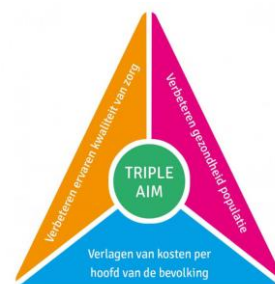 Verbeteren ervaren kwaliteit van zorg
Verbeteren gezondheid populatie
TRIPLE
AIM
Verlagen van kosten per
hoofd van de bevolking